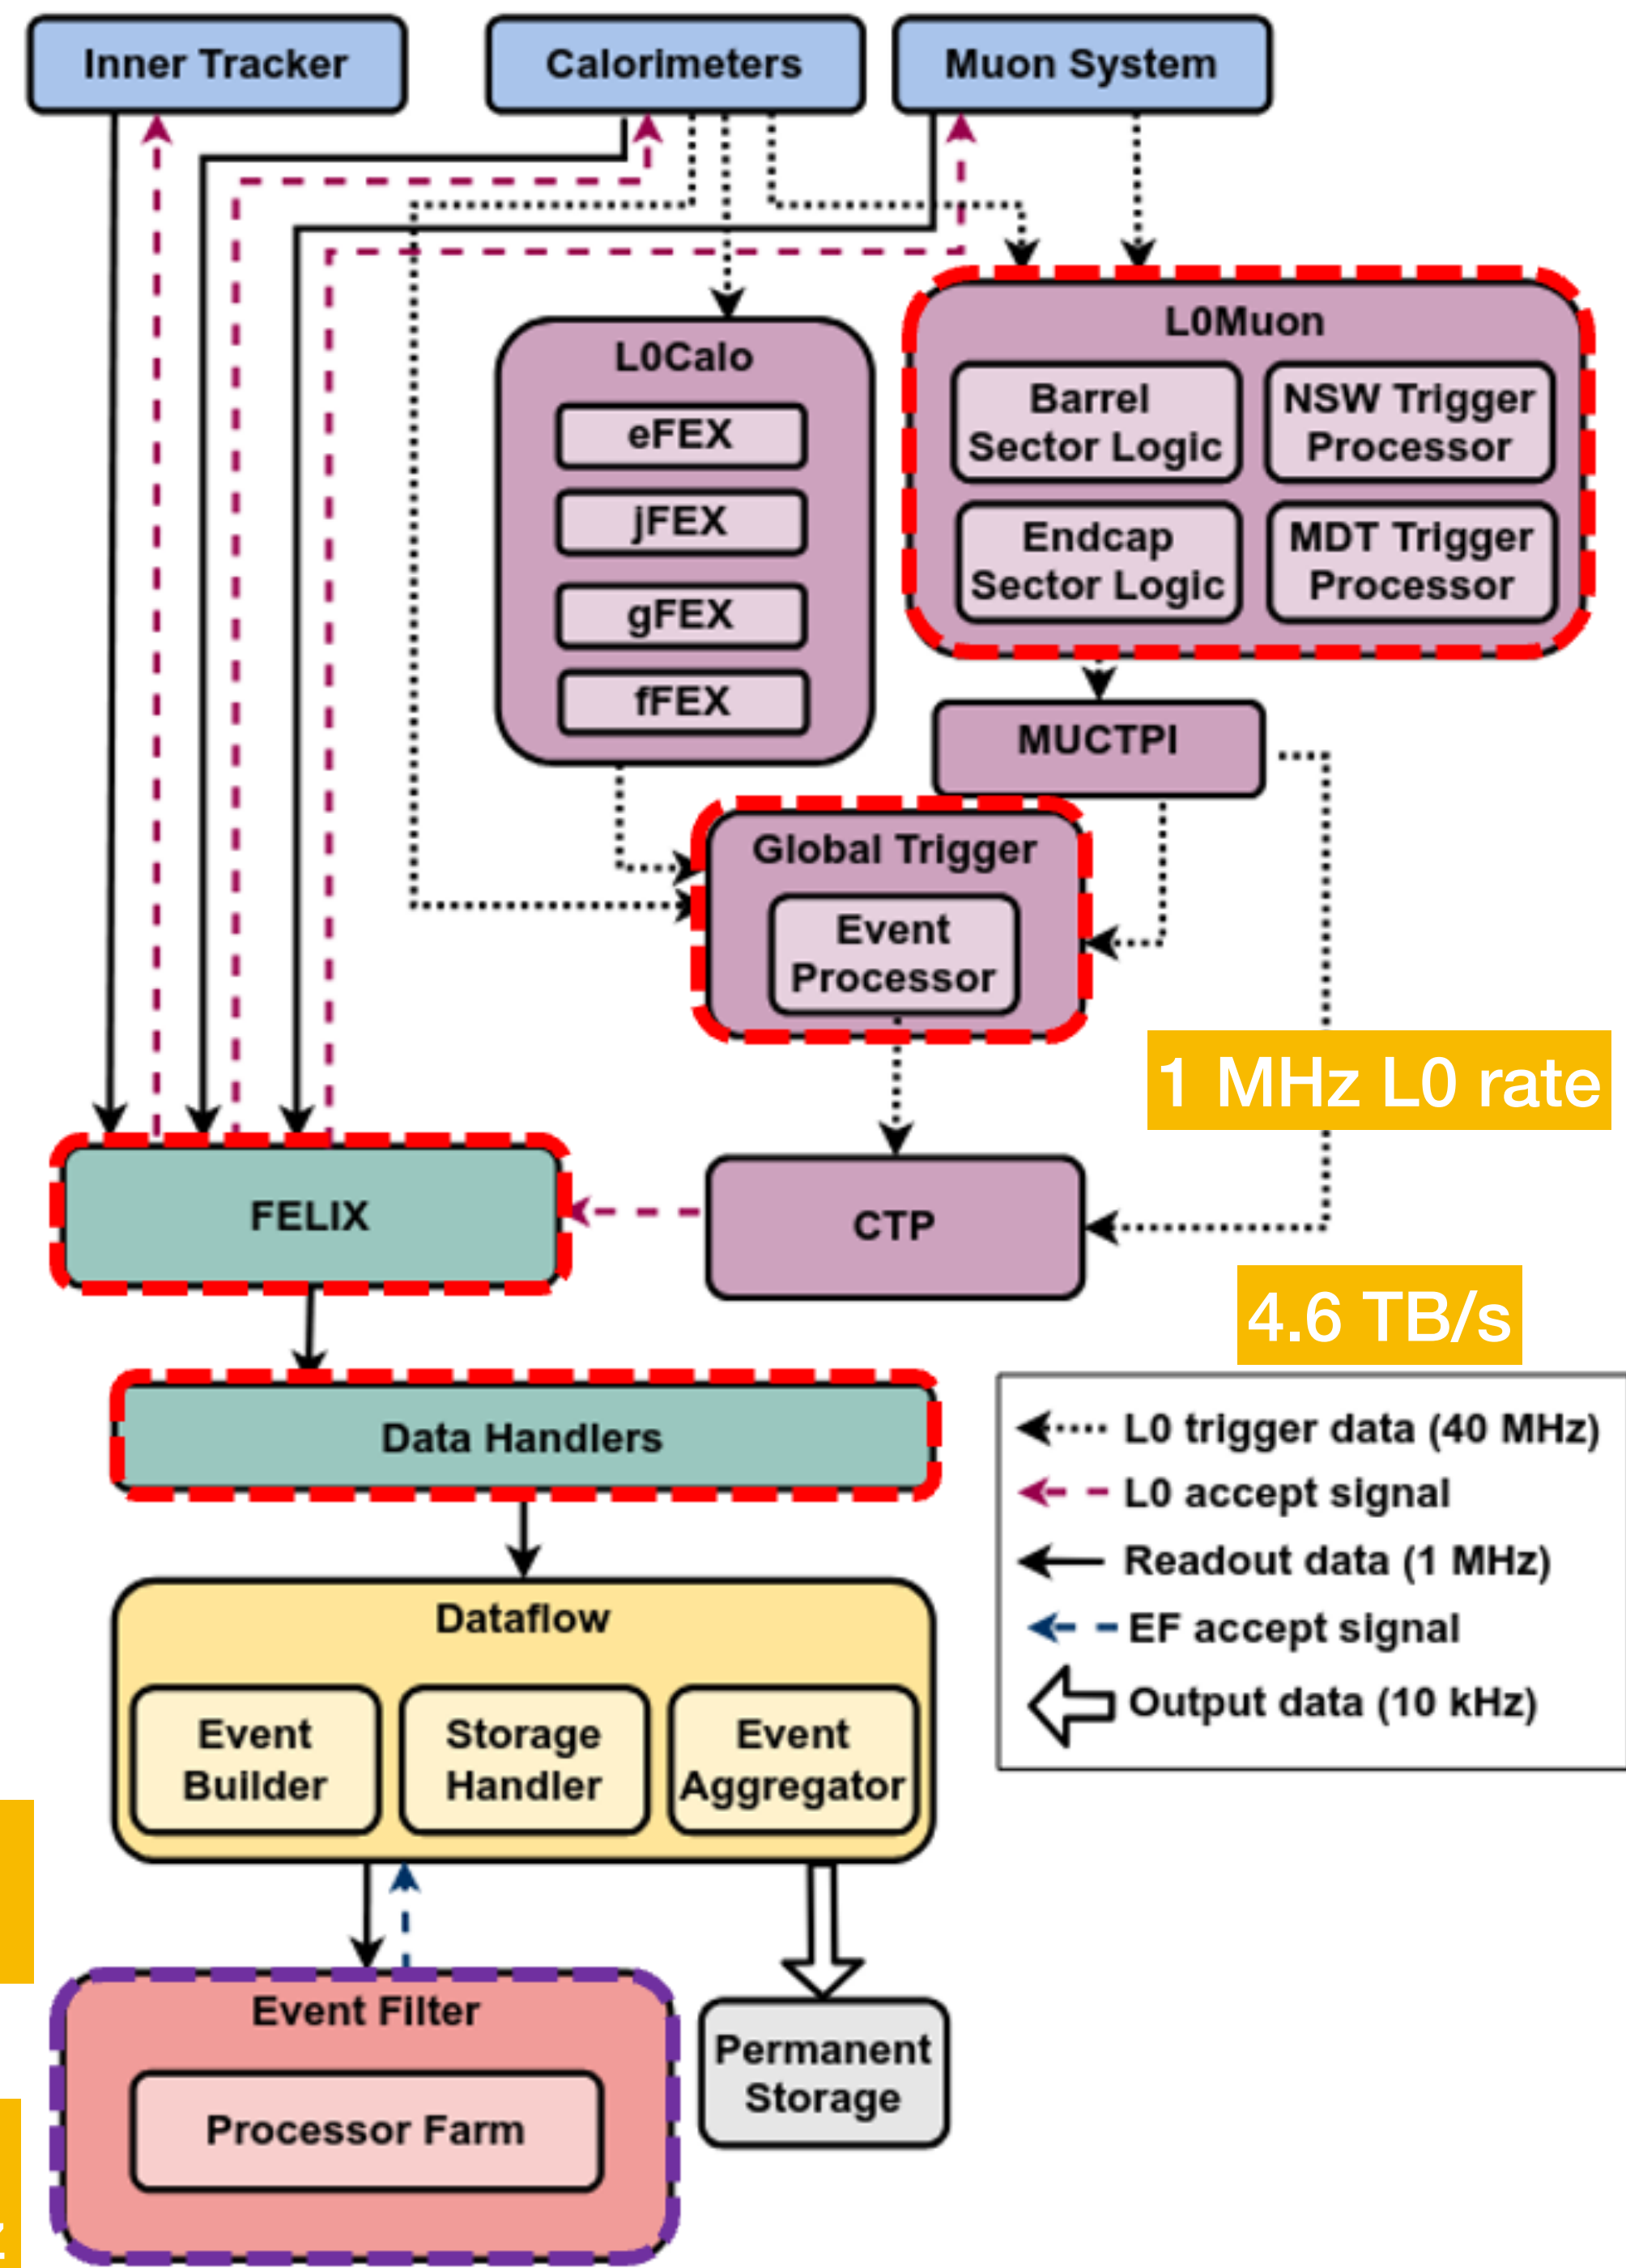 Inner Tracker
Calorimeters
Muon System
L0Calo
eFEX
jFEX
gFEX
fFEX
L0Muon
Barrel
Sector Logic
NSW Trigger
Processor
Endcap
Sector Logic
MDT Trigger
Processor
MUCTPI
Global Trigger
Event
Processor
1 MHz L0 rate
FELIX
CTP
4.6 TB/s
Data Handlers
L0 trigger data (40 MHz)
L0 accept signal
Readout data (1 MHz)
EF accept signal
Output data (10 kHz)
Dataflow
Event
Builder
Storage
Handler
Event
Aggregator
Event Filter
Processor Farm
Permanent
Storage